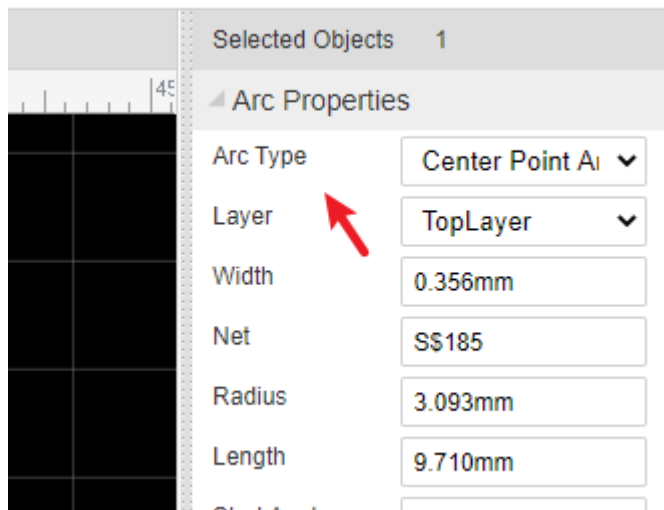 Selected Objects 1
45
Arc Properties
Arc Type Center Point A
Layer TopLayer
Width 0.356mm
Net S$185
Radius 3.093mm
Length 9.710mm